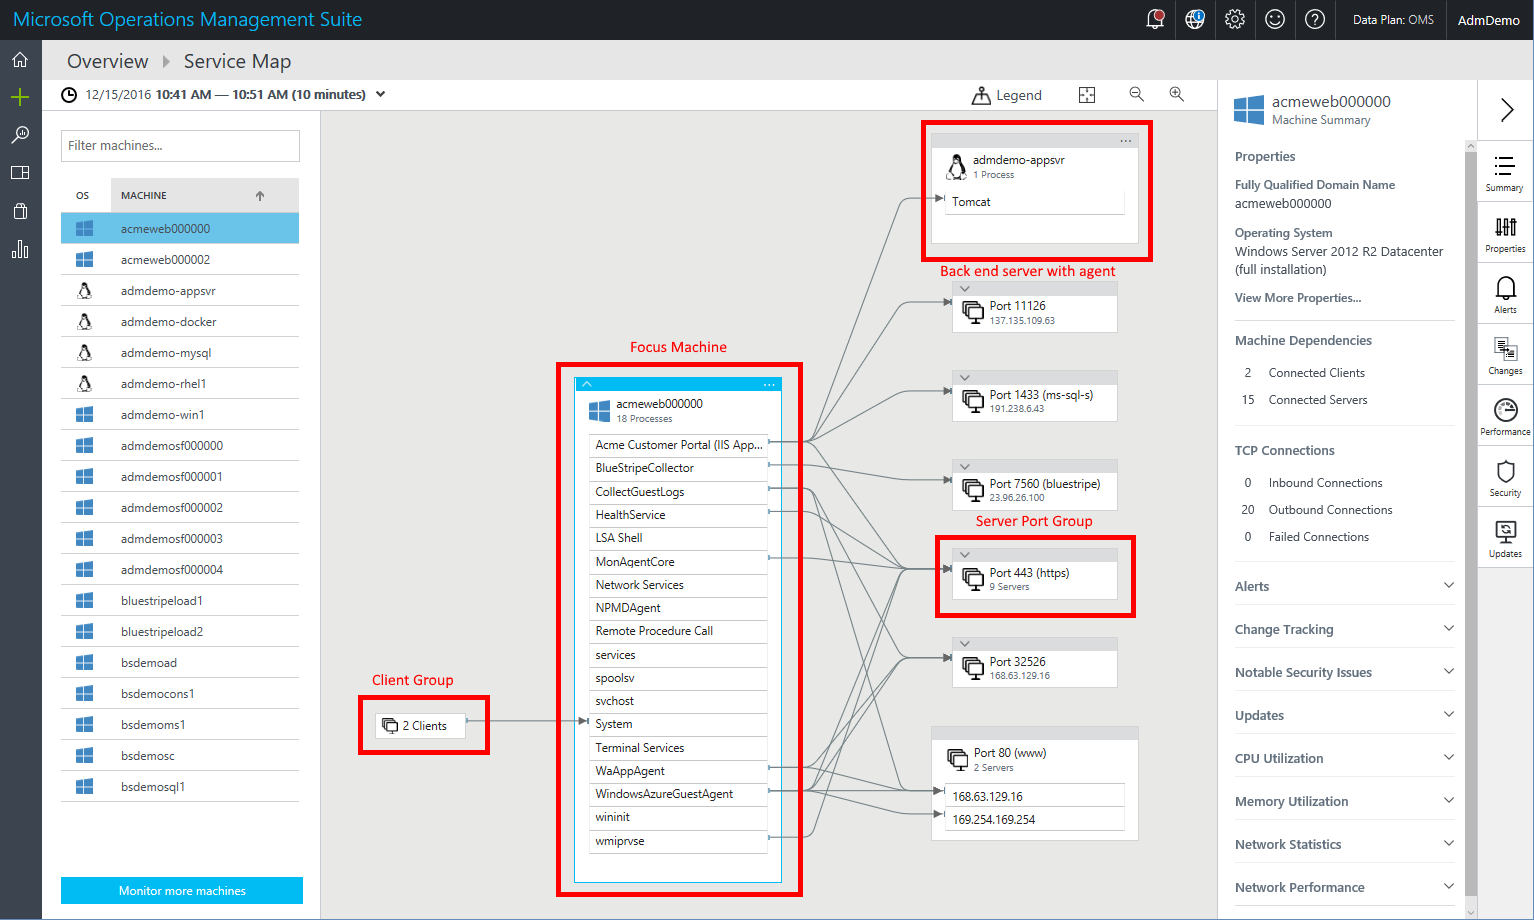 Microsoft Operations Management Suite
Data Plan: OMS
AdmDemo
Overview
Service Map
12/15/2016 10:41 AM — 10:51 AM (10 minutes)
Legend
Filter machines...
OS
MACHINE
acmeweb000000
acmeweb000002
admdemo-appsvr
admdemo-docker
admdemo-mysql
admdemo-rhel1
admdemo-win1
admdemosf000000
admdemosf000001
admdemosf000002
admdemosf000003
admdemosf000004
bluestripeload1
bluestripeload2
bsdemoad
bsdemocons1
bsdemoms1
bsdemosc
bsdemosql1
Monitor more machines
Client Group
2 Clients
Focus Machine
acmeweb000000
18 Processes
Acme Customer Portal (IIS App...
BlueStripeCollector
CollectGuestLogs
HealthService
LSA Shell
MonAgentCore
Network Services
NPMDAgent
Remote Procedure Call
services
spoolsv
svchost
System
Terminal Services
WaAppAgent
WindowsAzureGuestAgent
wininit
wmiprvse
admdemo-appsvr
1 Process
Tomcat
Back end server with agent
Port 11126
137.135.109.63
Port 1433 (ms-sql-s)
191.238.6.43
Port 7560 (bluestripe)
23.96.26.100
Server Port Group
Port 443 (https)
9 Servers
Port 32526
168.63.129.16
Port 80 (www)
2 Servers
168.63.129.16
169.254.169.254
acmeweb000000
Machine Summary
Properties
Fully Qualified Domain Name
acmeweb000000
Operating System
Windows Server 2012 R2 Datacenter
(full installation)
View More Properties...
Machine Dependencies
2 Connected Clients
15 Connected Servers
TCP Connections
0 Inbound Connections
20 Outbound Connections
0 Failed Connections
Alerts
Change Tracking
Notable Security Issues
Updates
CPU Utilization
Memory Utilization
Network Statistics
Network Performance
Summary
Properties
Alerts
Changes
Performance
Security
Updates